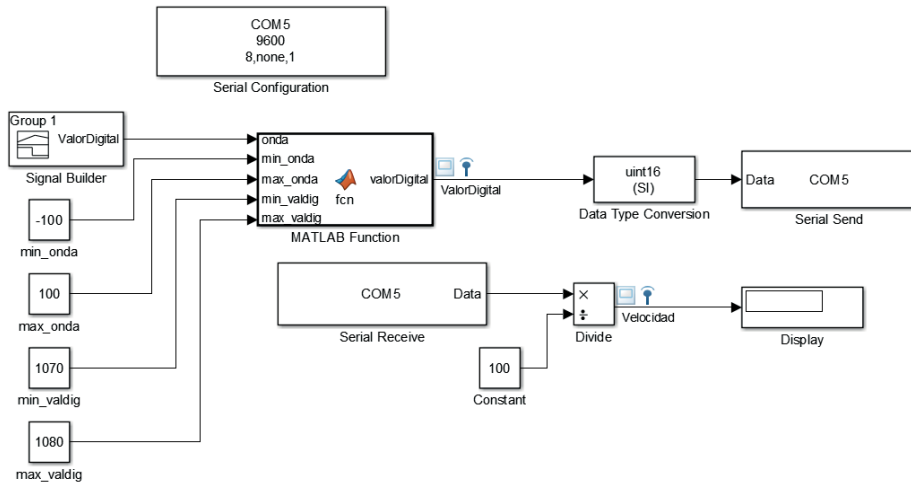 COM5
9600
8,none,1
Serial Configuration
Group 1
ValorDigital
Signal Builder
-100
min_onda
100
max_onda
1070
min_valdig
1080
max_valdig
onda
min_onda
max_onda
min_valdig
max_valdig
fcn
valorDigital
MATLAB Function
ValorDigital
uint16
(SI)
Data Type Conversion
Data
COM5
Serial Send
COM5
Data
Serial Receive
100
Constant
×
÷
Divide
Velocidad
Display